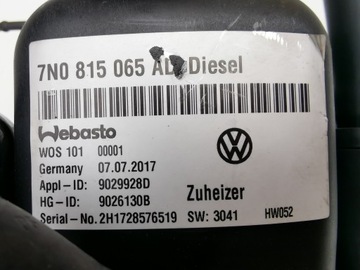 7N0 815 065 AD Diesel
Webasto
WOS 101 00001
Germany 07.07.2017
Appl-ID: 9029928D
HG-ID: 9026130B
Zuheizer
Serial-No. 2H1728576519 SW: 3041 HW052